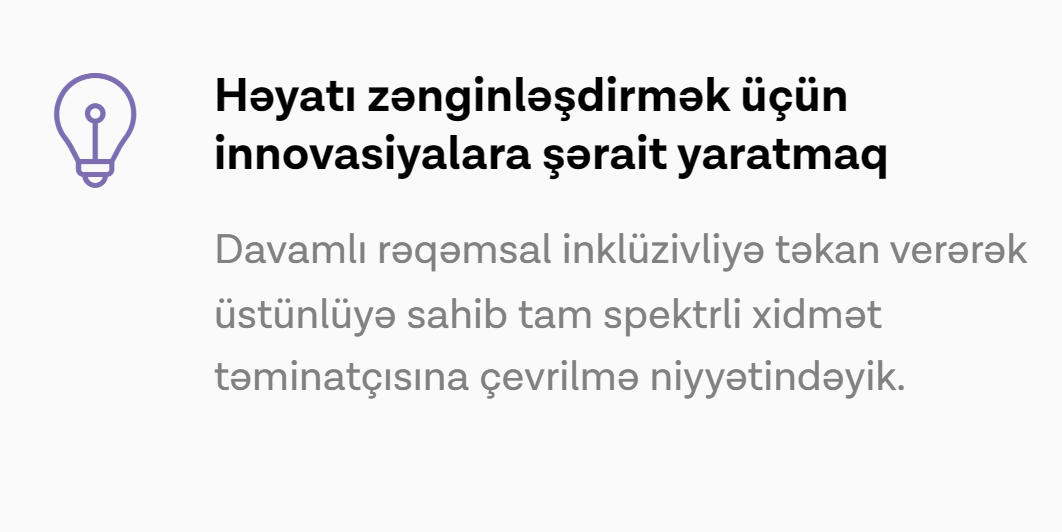 Həyatı zənginləşdirmək üçün
innovasiyalara şərait yaratmaq
Davamlı rəqəmsal inklüzivliyə təkan verərək
üstünlüyə sahib tam spektrli xidmət
təminatçısına çevrilmə niyyətindəyik.